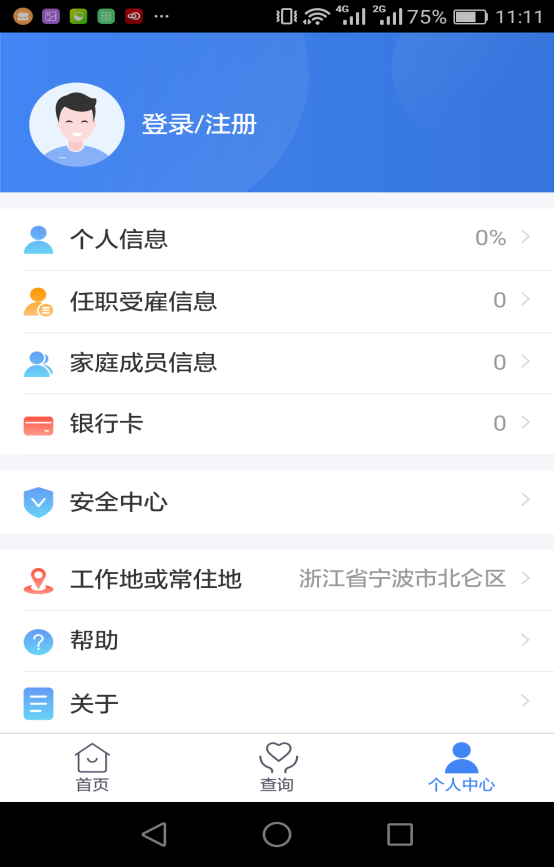 4G 2G 75% 11:11
登录/注册
个人信息 0%
任职受雇信息 0
家庭成员信息 0
银行卡 0
安全中心
工作地或常住地 浙江省宁波市北仑区
帮助
关于
首页 查询 个人中心